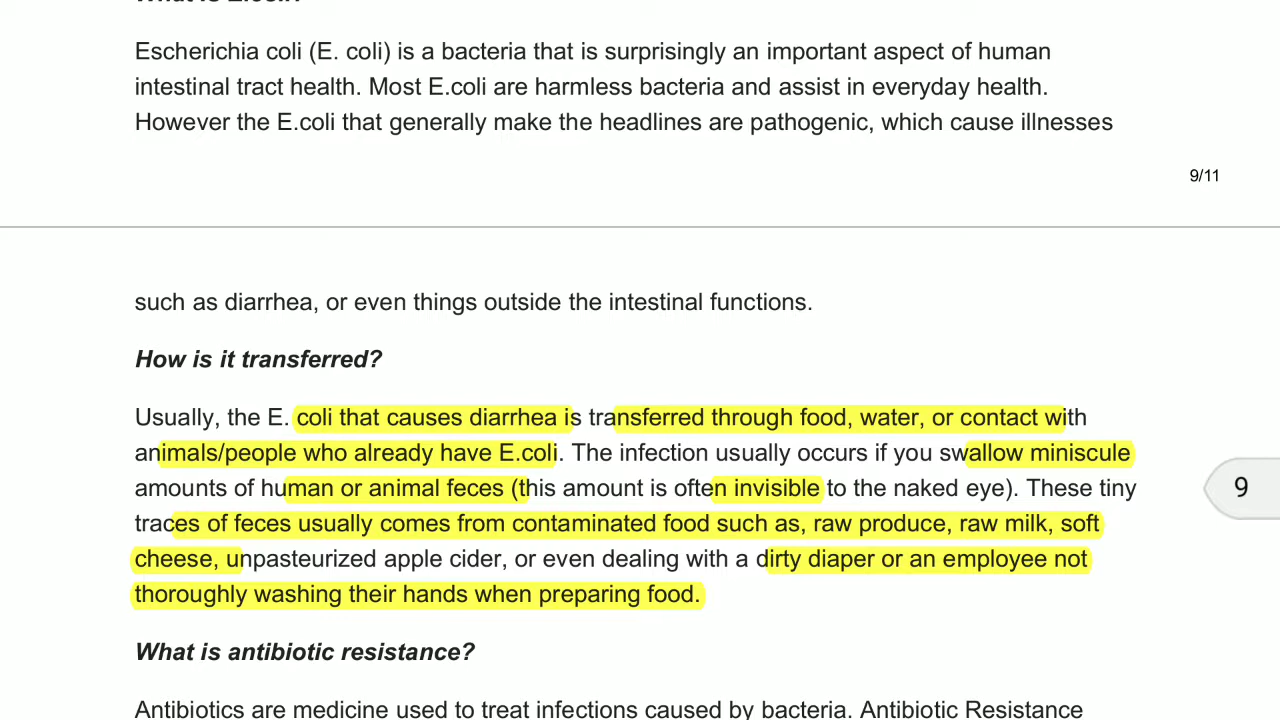 Escherichia coli (E. coli) is a bacteria that is surprisingly an important aspect of human
intestinal tract health. Most E.coli are harmless bacteria and assist in everyday health.
However the E.coli that generally make the headlines are pathogenic, which cause illnesses
9/11
such as diarrhea, or even things outside the intestinal functions.
How is it transferred?
Usually, the E. coli that causes diarrhea is transferred through food, water, or contact with
animals/people who already have E.coli. The infection usually occurs if you swallow miniscule
amounts of human or animal feces (this amount is often invisible to the naked eye). These tiny
9
traces of feces usually comes from contaminated food such as, raw produce, raw milk, soft
cheese, unpasteurized apple cider, or even dealing with a dirty diaper or an employee not
thoroughly washing their hands when preparing food.
What is antibiotic resistance?
Antibiotics are medicine used to treat infections caused by bacteria. Antibiotic Resistance